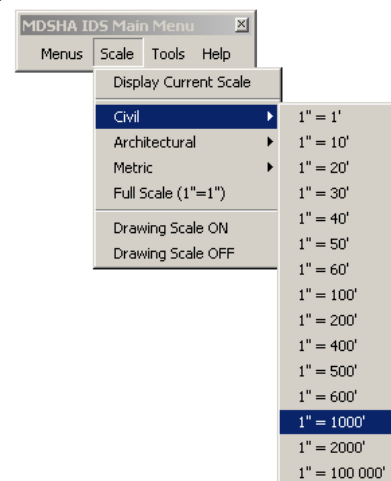 MDSHA IDS Main Menu
Menus Scale Tools Help
Display Current Scale
Civil
Architectural
Metric
Full Scale (1"=1")
Drawing Scale ON
Drawing Scale OFF
1" = 1'
1" = 10'
1" = 20'
1" = 30'
1" = 40'
1" = 50'
1" = 60'
1" = 100'
1" = 200'
1" = 400'
1" = 500'
1" = 600'
1" = 1000'
1" = 2000'
1" = 100 000'